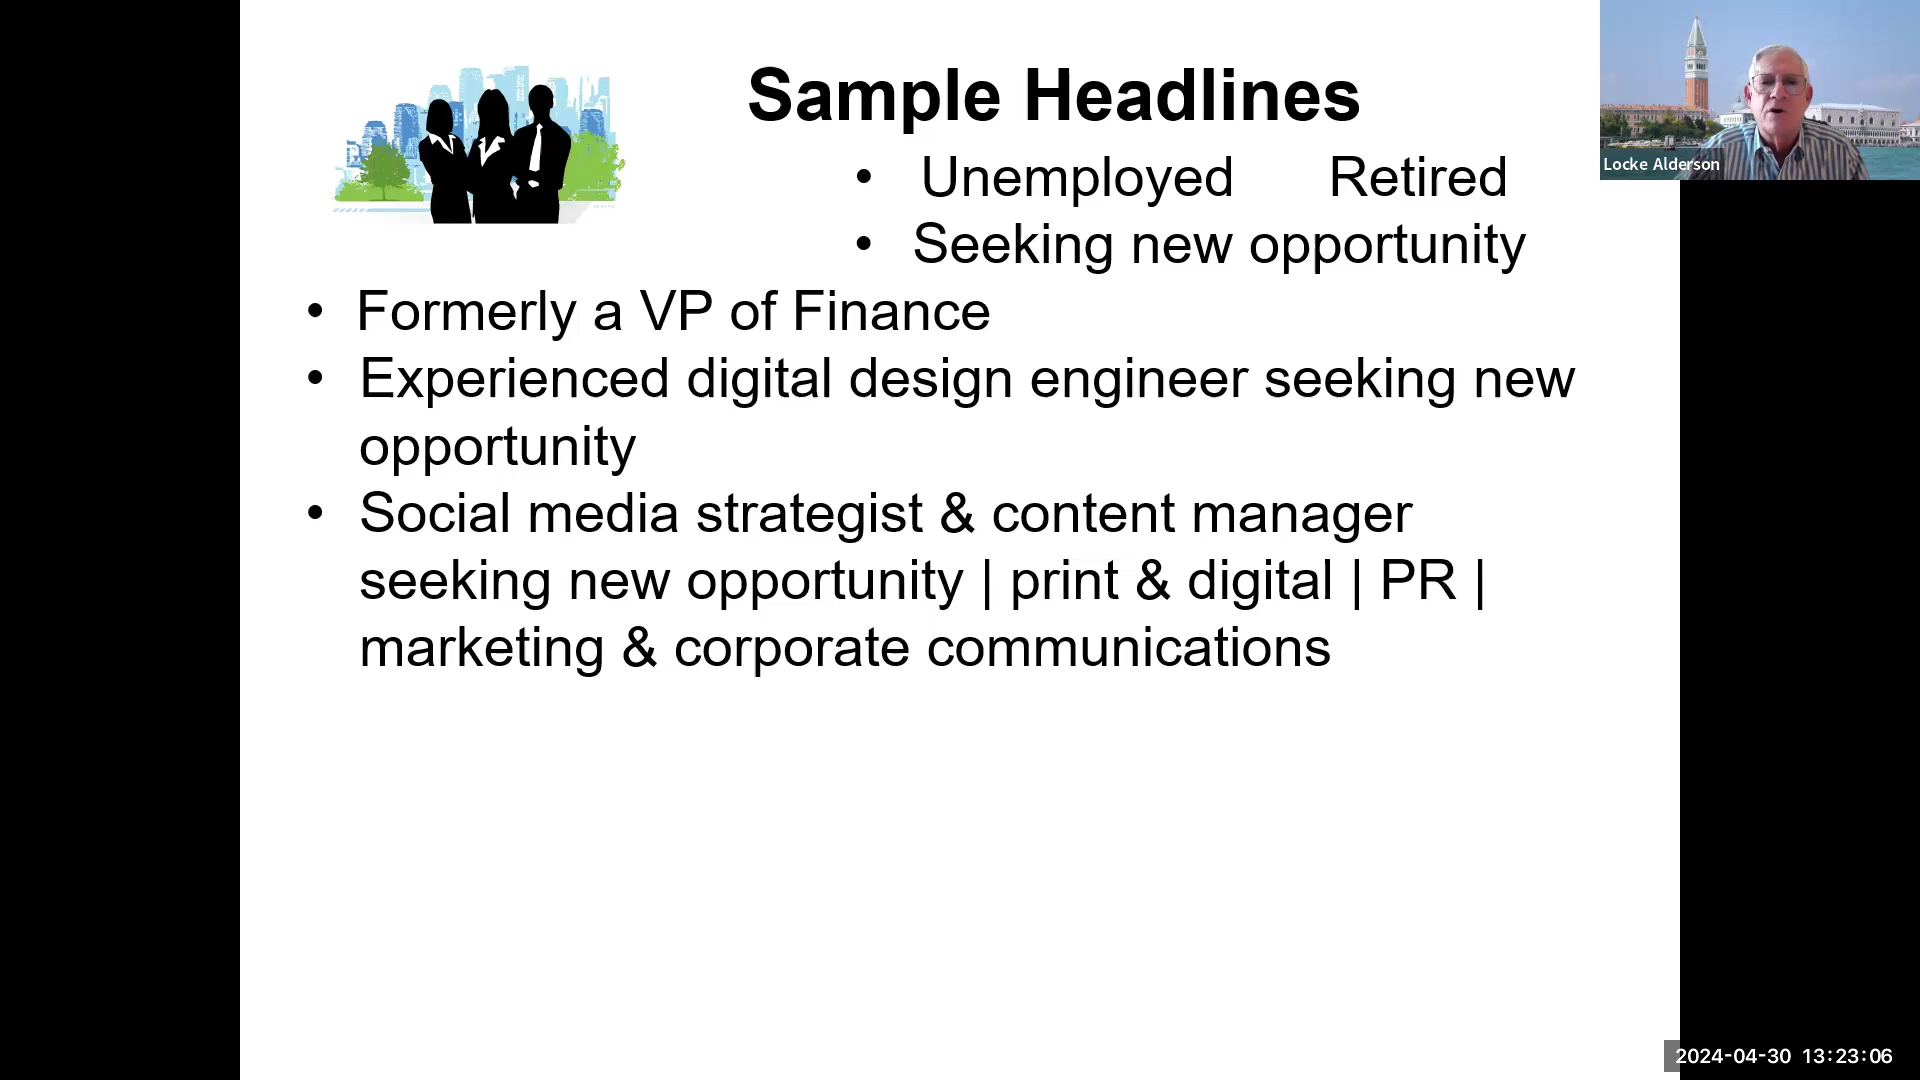 Sample Headlines
• Unemployed Retired
• Seeking new opportunity
• Formerly a VP of Finance
• Experienced digital design engineer seeking new
opportunity
• Social media strategist & content manager
seeking new opportunity | print & digital | PR |
marketing & corporate communications
Locke Alderson
2024-04-30 13:23:06